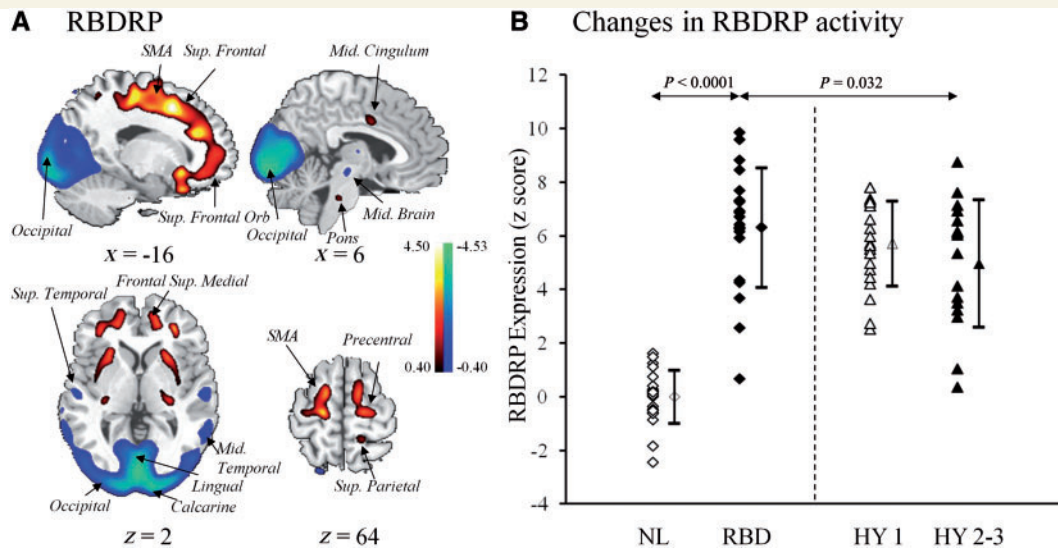 A RBDRP
SMA Sup. Frontal
Mid. Cingulum
Occipital
Sup. Frontal Orb
Occipital
Pons
Mid. Brain
x = -16
x = 6
4.50
-4.53
0.40
-0.40
Sup. Temporal
Frontal Sup. Medial
SMA
Precentral
Mid.
Temporal
Lingual
Occipital
Calcarine
Sup. Parietal
z = 2
z = 64
B Changes in RBDRP activity
RBDRP Expression (z score)
12
10
8
6
4
2
0
-2
-4
P < 0.0001
P = 0.032
NL
RBD
HY 1
HY 2-3